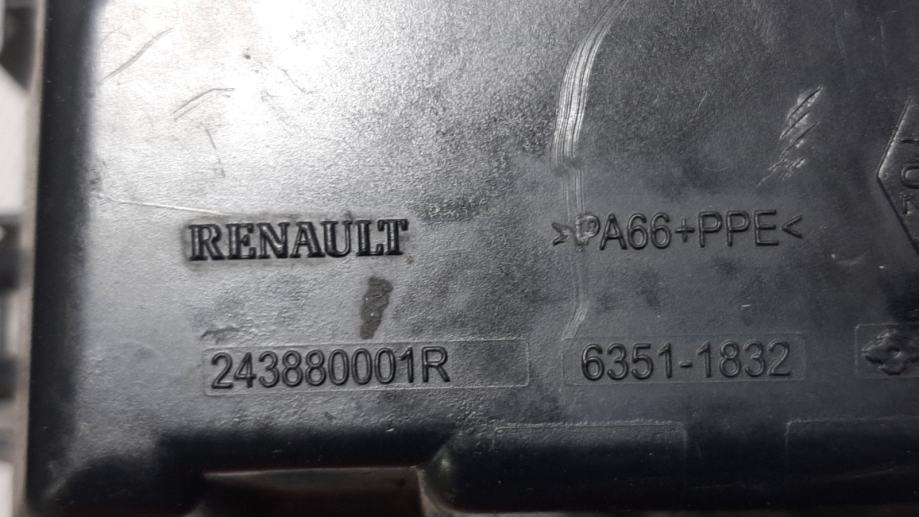 RENAULT
>PA66+PPE<
243880001R
6351-1832